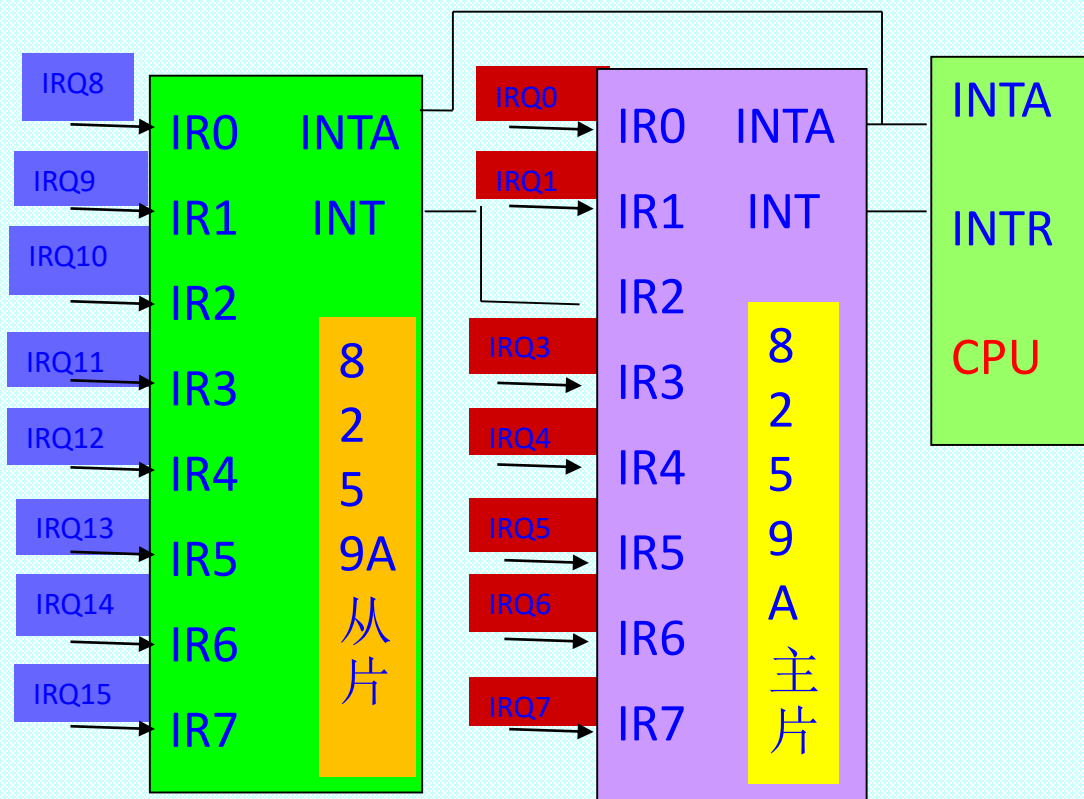 IRQ8
IRQ9
IRQ10
IRQ11
IRQ12
IRQ13
IRQ14
IRQ15
IR0 INTA
IR1 INT
IR2
IR3
IR4
IR5
IR6
IR7
8
2
5
9A
从
片
IRQ0
IRQ1
IRQ3
IRQ4
IRQ5
IRQ6
IRQ7
IR0 INTA
IR1 INT
IR2
IR3
IR4
IR5
IR6
IR7
8
2
5
9
A
主
片
INTA
INTR
CPU